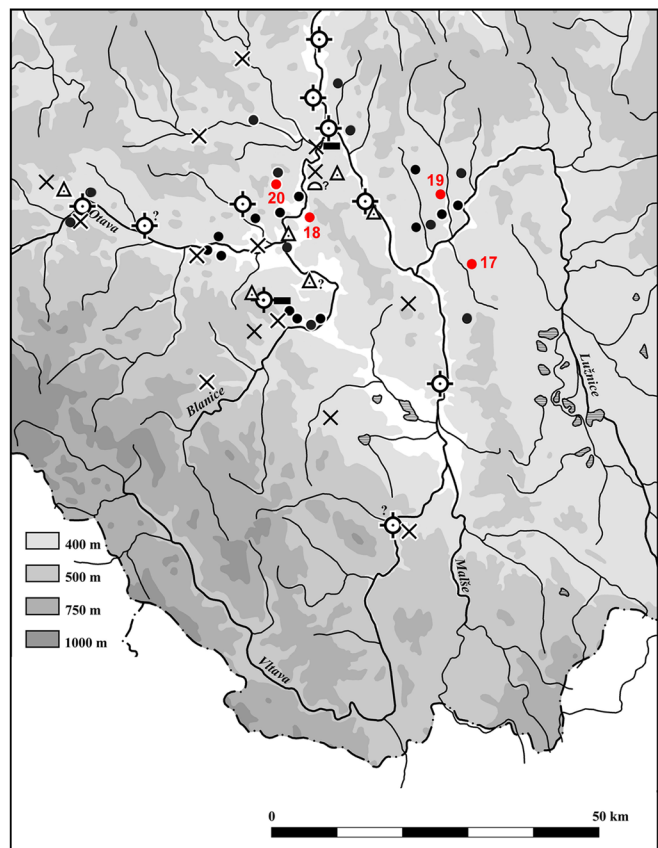 ?
19
20
18
?
Otava
17
?
Lužnice
Blanice
?
400 m
500 m
750 m
1000 m
Malše
Vltava
0
50 km